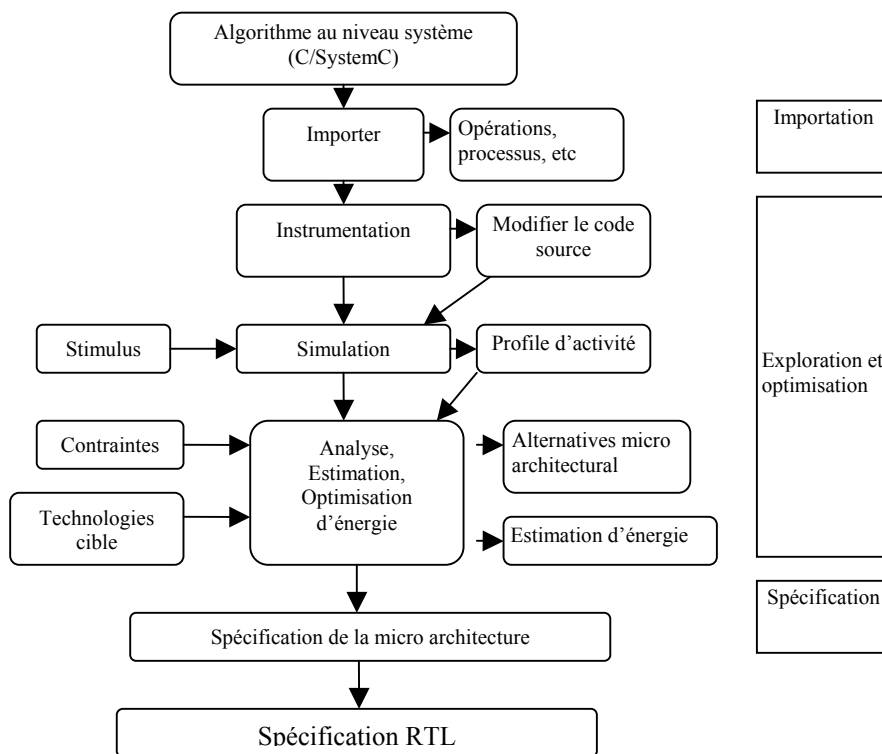 Algorithme au niveau système
(C/SystemC)
Importer
Opérations,
processus, etc
Importation
Instrumentation
Modifier le code
source
Stimulus
Simulation
Profile d'activité
Exploration et
optimisation
Contraintes
Analyse,
Estimation,
Optimisation
d'énergie
Alternatives micro
architectural
Technologies
cible
Estimation d'énergie
Spécification
Spécification de la micro architecture
Spécification RTL